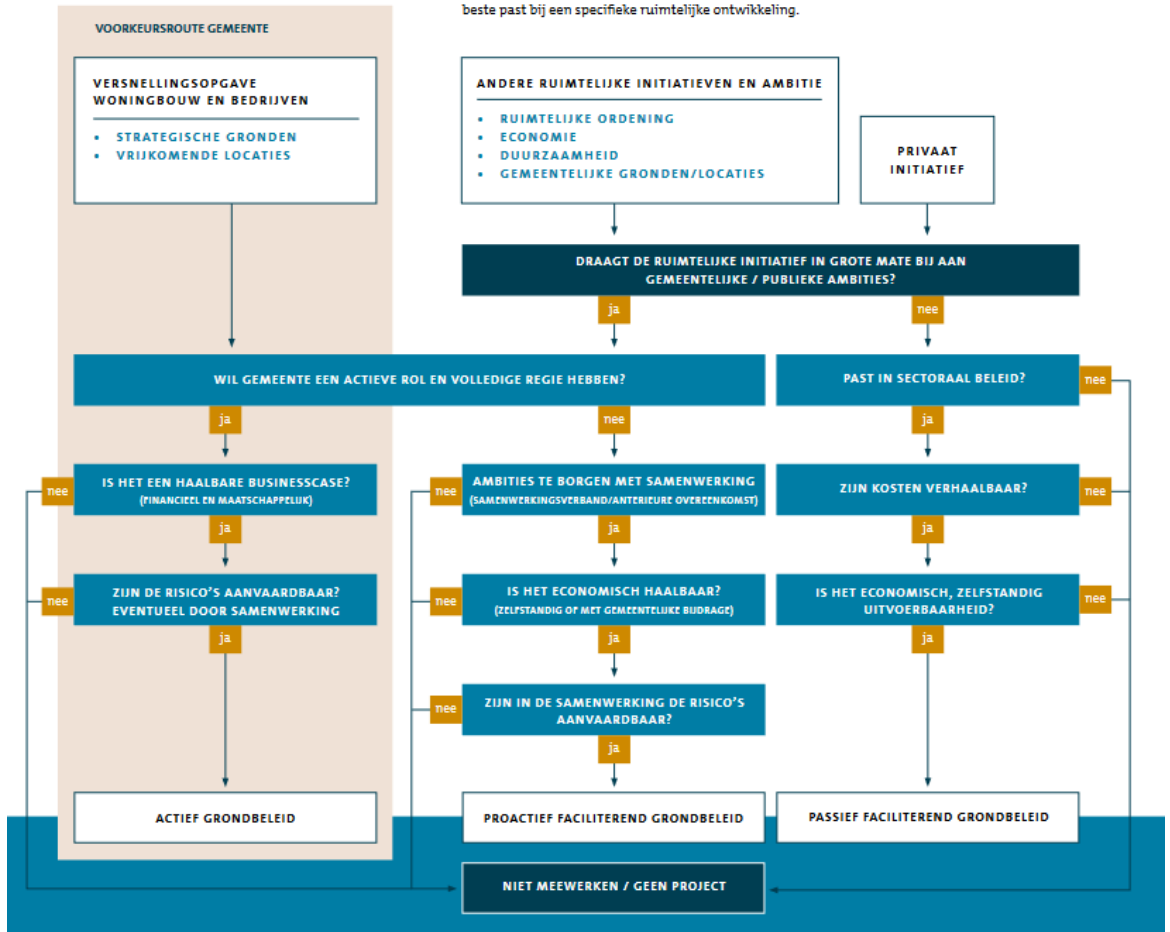 beste past bij een specifieke ruimtelijke ontwikkeling.
VOORKEURSROUTE GEMEENTE
VERSNELLINGSOPGAVE
WONINGBOUW EN BEDRIJVEN
• STRATEGISCHE GRONDEN
• VRIJKOMENDE LOCATIES
ANDERE RUIMTELIJKE INITIATIEVEN EN AMBITIE
• RUIMTELIJKE ORDENING
• ECONOMIE
• DUURZAAMHEID
• GEMEENTELIJKE GRONDEN/LOCATIES
PRIVAAT
INITIATIEF
DRAAGT DE RUIMTELIJKE INITIATIEF IN GROTE MATE BIJ AAN
GEMEENTELIJKE / PUBLIEKE AMBITIES?
ja
nee
WIL GEMEENTE EEN ACTIEVE ROL EN VOLLEDIGE REGIE HEBBEN?
PAST IN SECTORAAL BELEID?
nee
ja
nee
ja
nee
IS HET EEN HAALBARE BUSINESSCASE?
(FINANCIEEL EN MAATSCHAPPELIJK)
nee
AMBITIES TE BORGEN MET SAMENWERKING
(SAMENWERKINGSVERBAND/ANTERIEURE OVEREENKOMST)
ZIJN KOSTEN VERHAALBAAR?
nee
ja
ja
ja
nee
ZIJN DE RISICO'S AANVAARDBAAR?
EVENTUEEL DOOR SAMENWERKING
nee
IS HET ECONOMISCH HAALBAAR?
(ZELFSTANDIG OF MET GEMEENTELIJKE BIJDRAGE)
IS HET ECONOMISCH, ZELFSTANDIG
UITVOERBAARHEID?
nee
ja
ja
ja
nee
ZIJN IN DE SAMENWERKING DE RISICO'S
AANVAARDBAAR?
ja
ACTIEF GRONDBELEID
PROACTIEF FACILITEREND GRONDBELEID
PASSIEF FACILITEREND GRONDBELEID
NIET MEEWERKEN / GEEN PROJECT